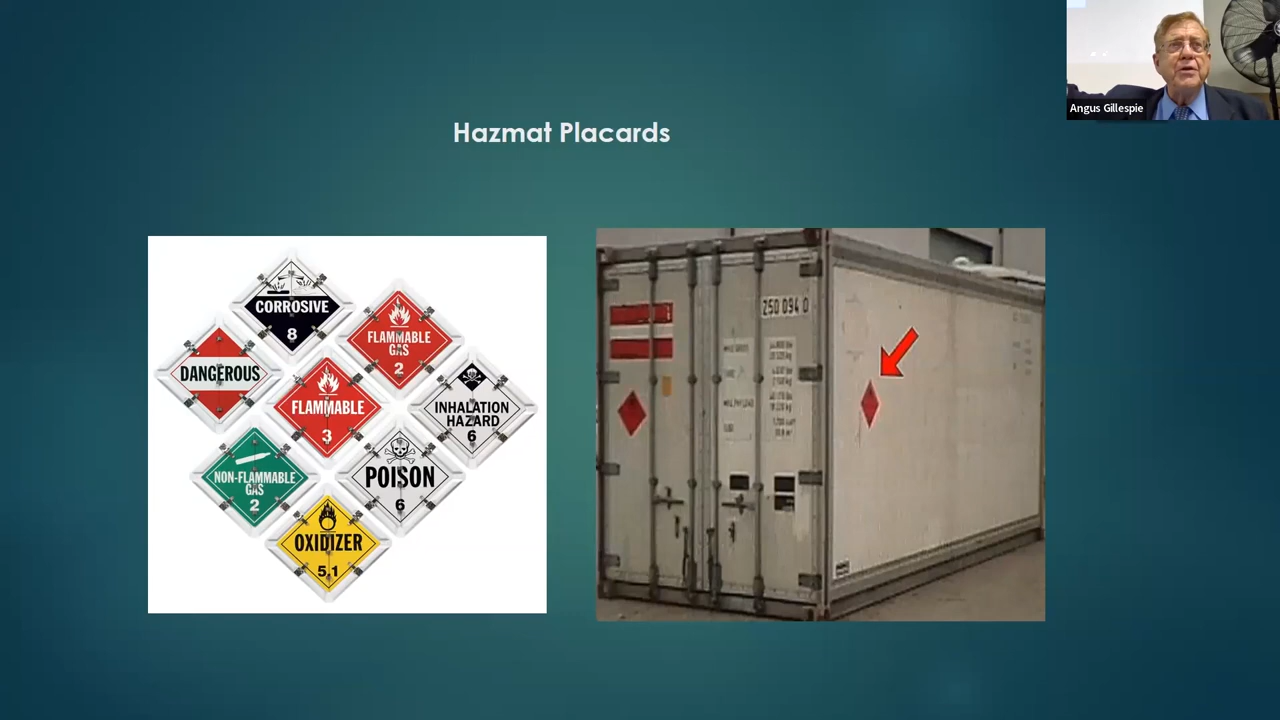 Angus Gillespie
Hazmat Placards
CORROSIVE
8
FLAMMABLE
GAS
2
DANGEROUS
FLAMMABLE
3
INHALATION
HAZARD
6
NON-FLAMMABLE
GAS
2
POISON
6
OXIDIZER
5.1
250 094 0